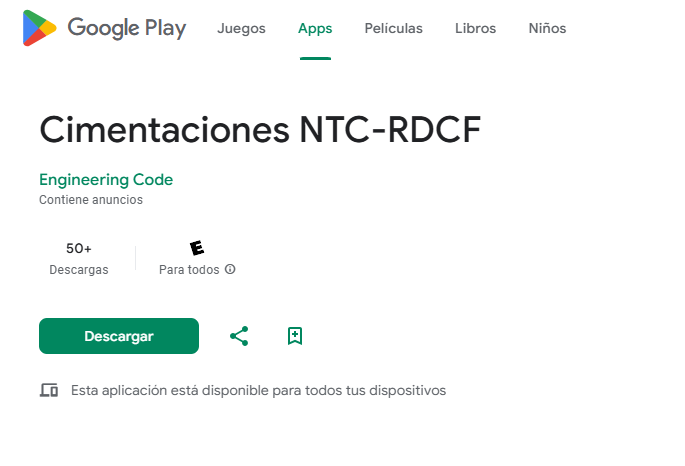 Google Play Juegos Apps Películas Libros Niños
Cimentaciones NTC-RDCF
Engineering Code
Contiene anuncios
50+
Descargas
E
Para todos
Descargar
Esta aplicación está disponible para todos tus dispositivos